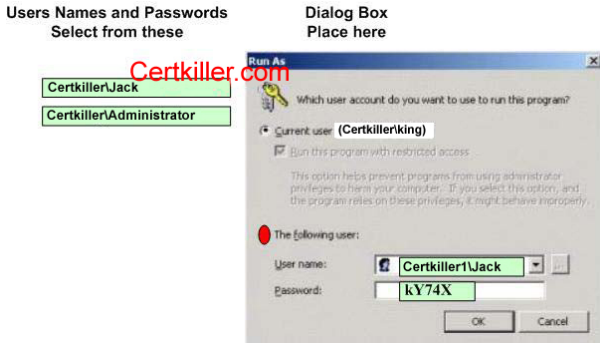 Users Names and Passwords
Select from these
Dialog Box
Place here
Run As
Certkiller.com
Certkiller\Jack
Certkiller\Administrator
Which user account do you want to use to run this program?
Current user (Certkiller\king)
Run this program with restricted access
This option helps prevent programs from using administrator
privileges to harm your computer. If you select this option, and
the program relies on these privileges, it might behave improperly.
The following user:
User name: Certkiller1\Jack ...
Password: kY74X
OK Cancel